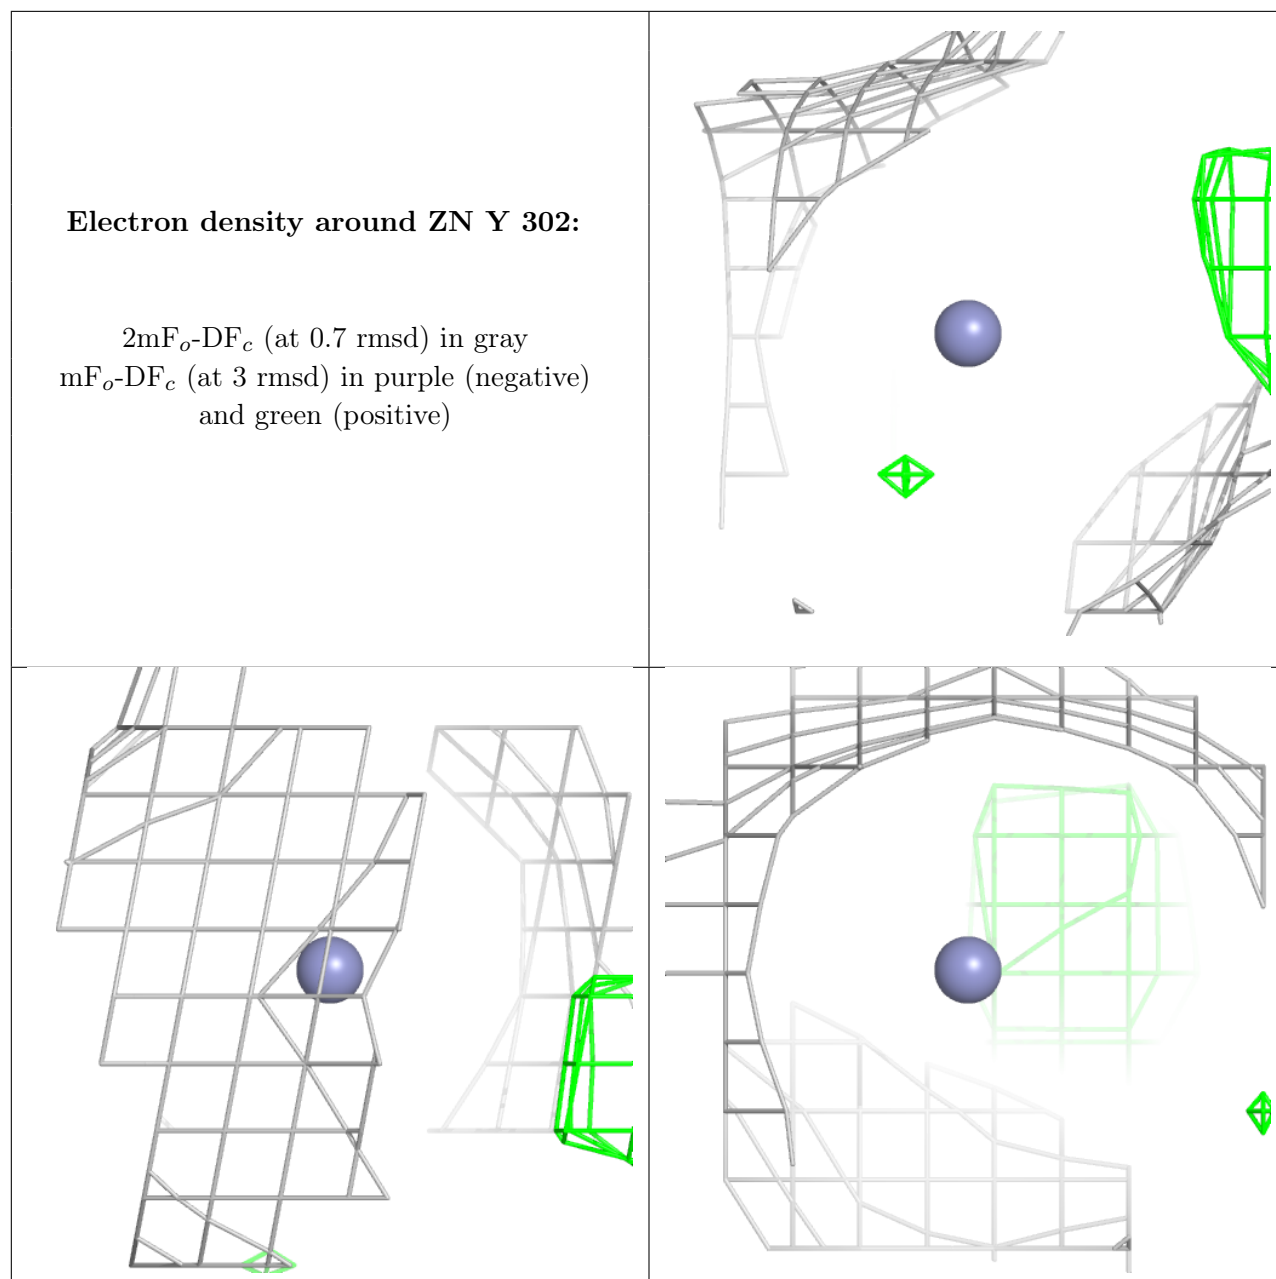 Electron density around ZN Y 302:
2mFo-DFc (at 0.7 rmsd) in gray
mFo-DFc (at 3 rmsd) in purple (negative)
and green (positive)